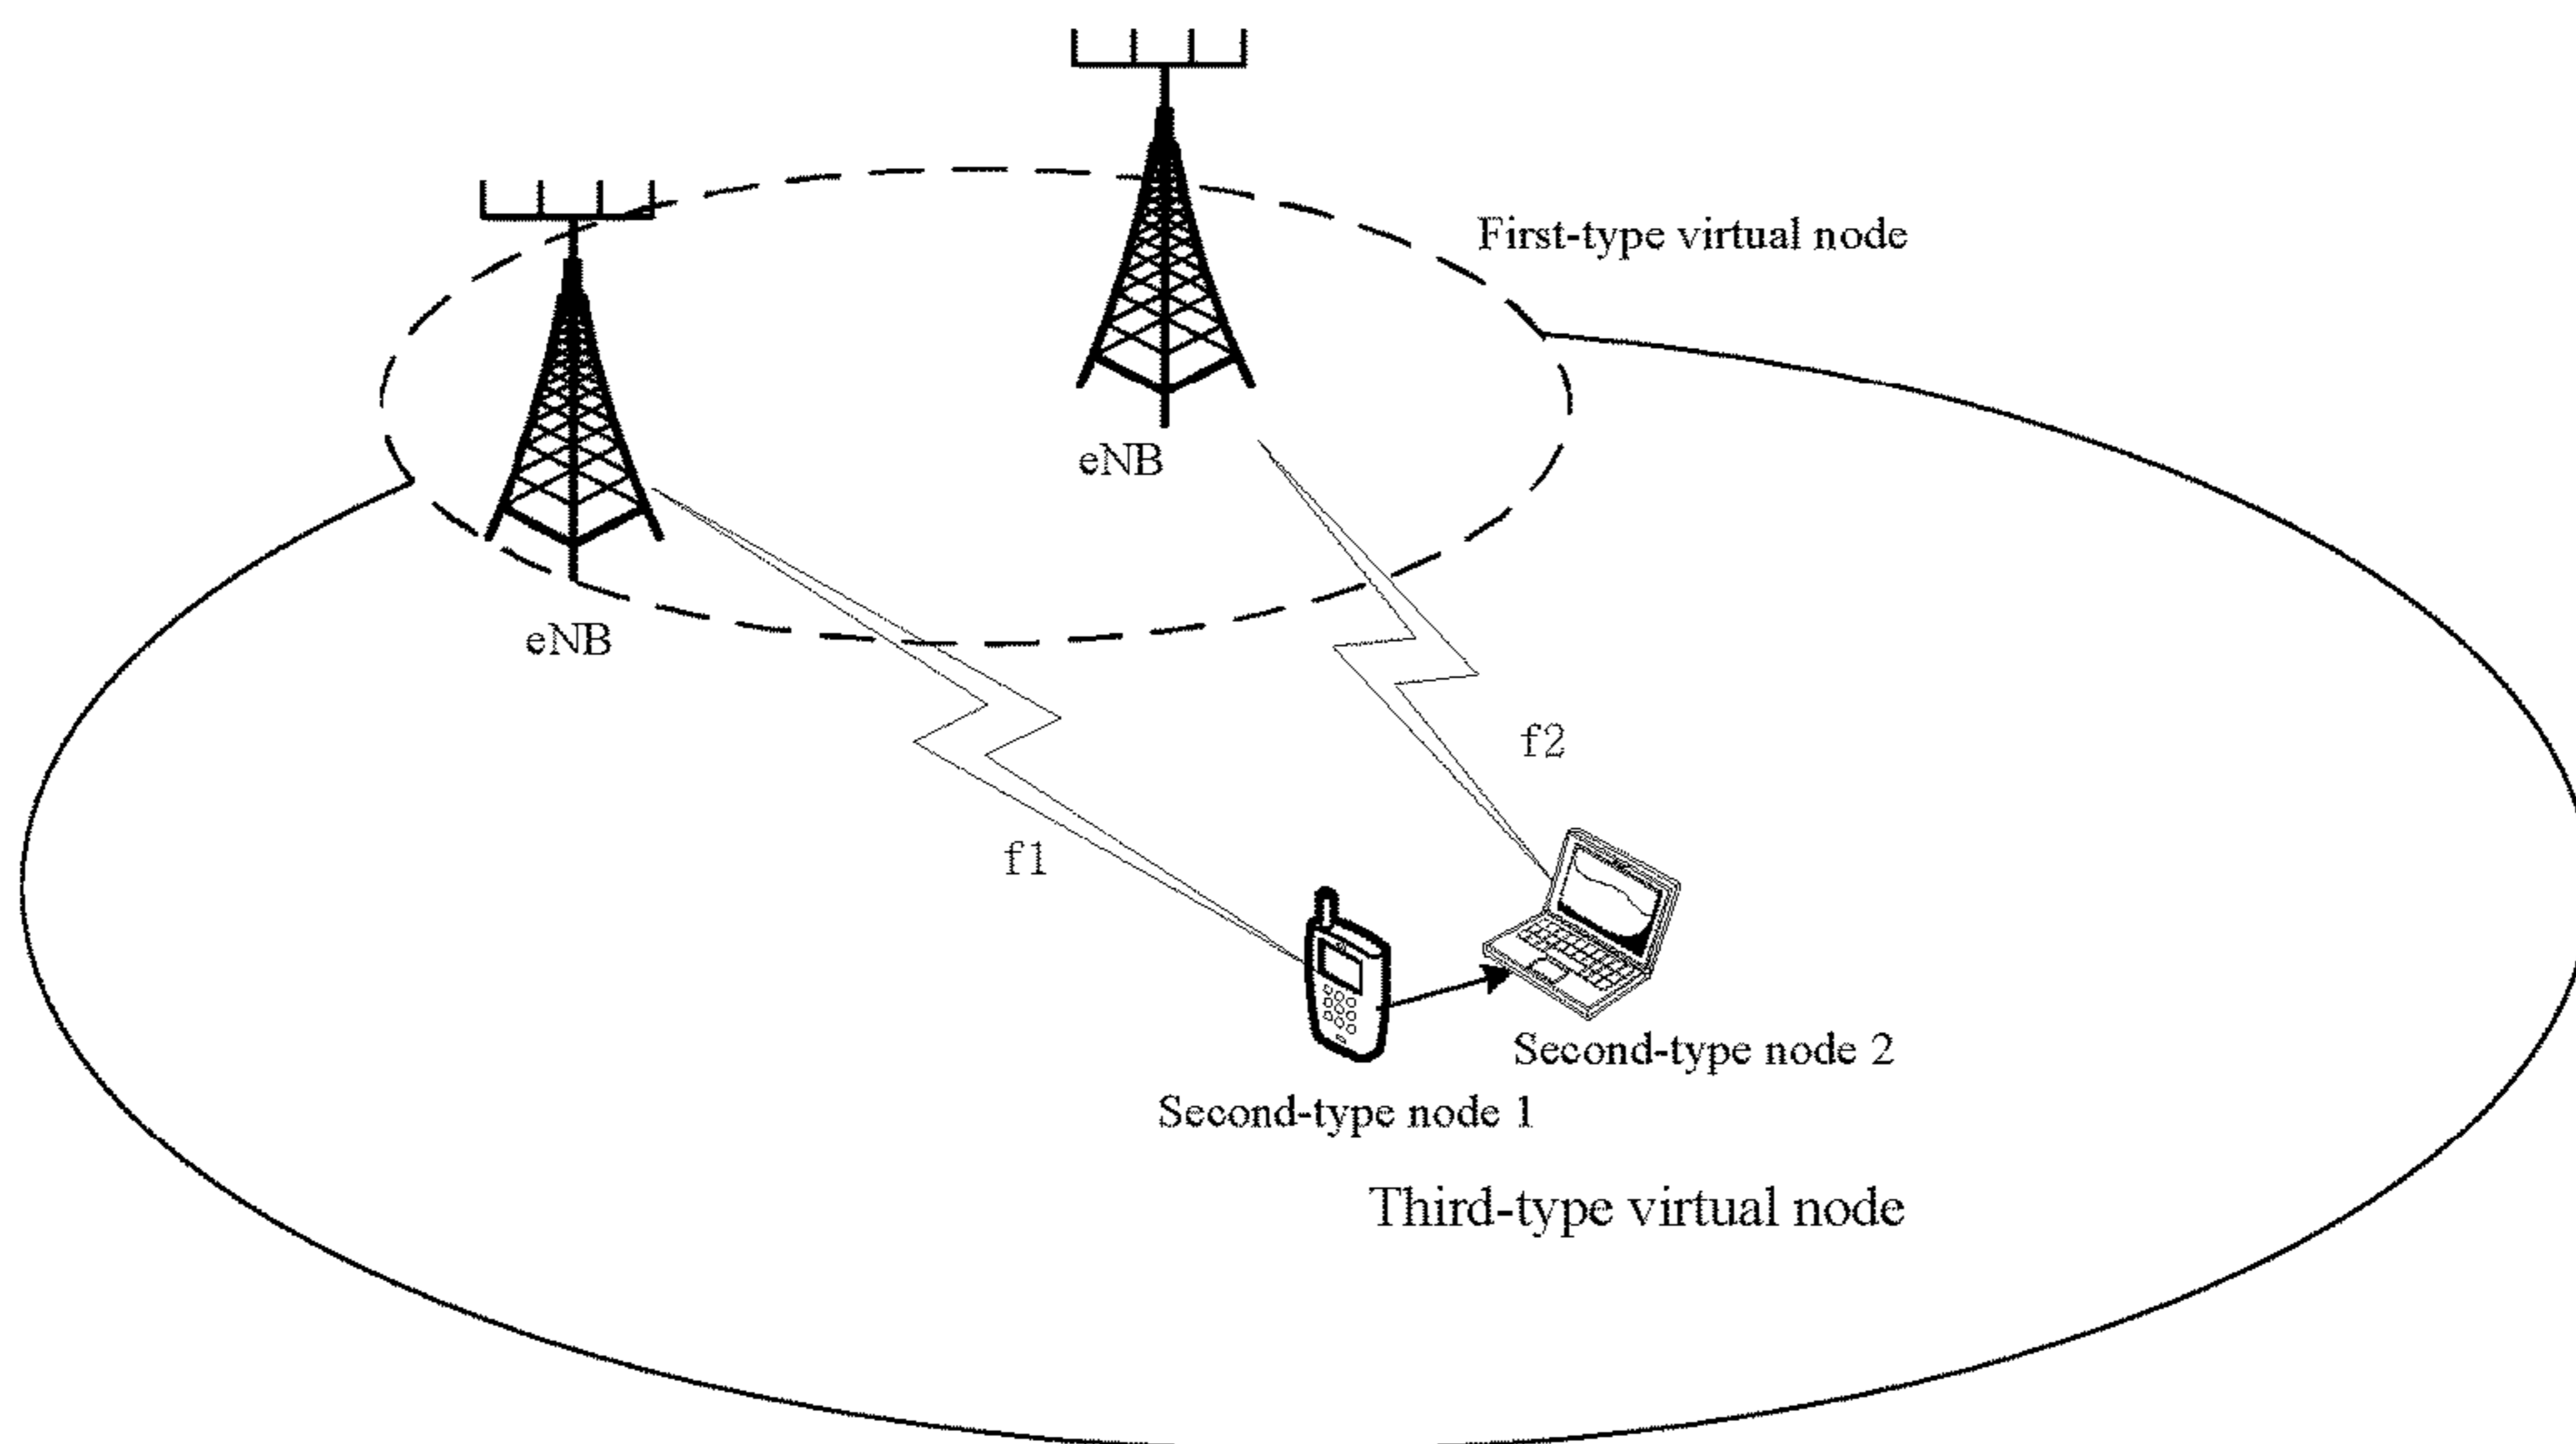 First-type virtual node
eNB
eNB
f2
f1
Second-type node 2
Second-type node 1
Third-type virtual node